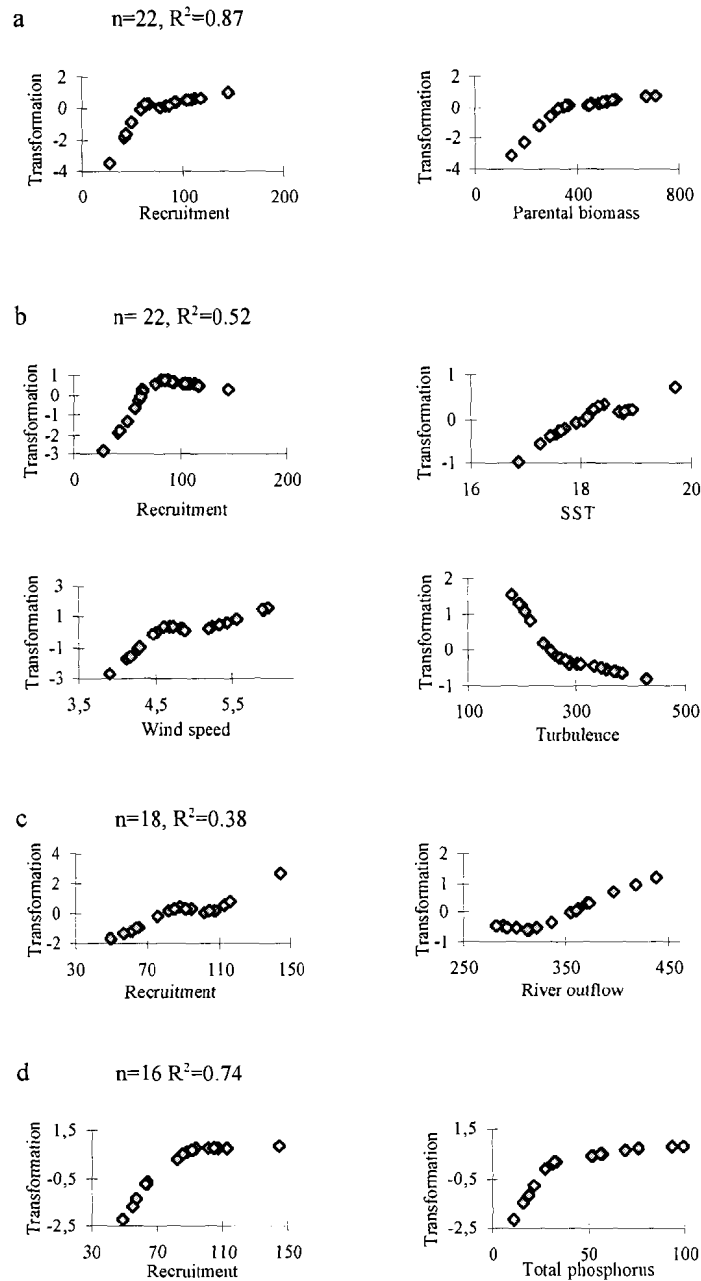 a
n=22, R²=0.87
Transformation
2
0
-2
-4
0
100
200
Recruitment
Transformation
2
0
-2
-4
0
400
800
Parental biomass
b
n= 22, R²=0.52
Transformation
1
0
-1
-2
-3
0
100
200
Recruitment
Transformation
1
0
-1
16
18
20
SST
Transformation
3
1
-1
-3
3,5
4,5
5,5
Wind speed
Transformation
2
1
0
-1
100
300
500
Turbulence
c
n=18, R²=0.38
Transformation
4
2
0
-2
30
70
110
150
Recruitment
Transformation
2
1
0
-1
250
350
450
River outflow
d
n=16 R²=0.74
Transformation
1,5
-0,5
-2,5
30
70
110
150
Recruitment
Transformation
1,5
-0,5
-2,5
0
50
100
Total phosphorus